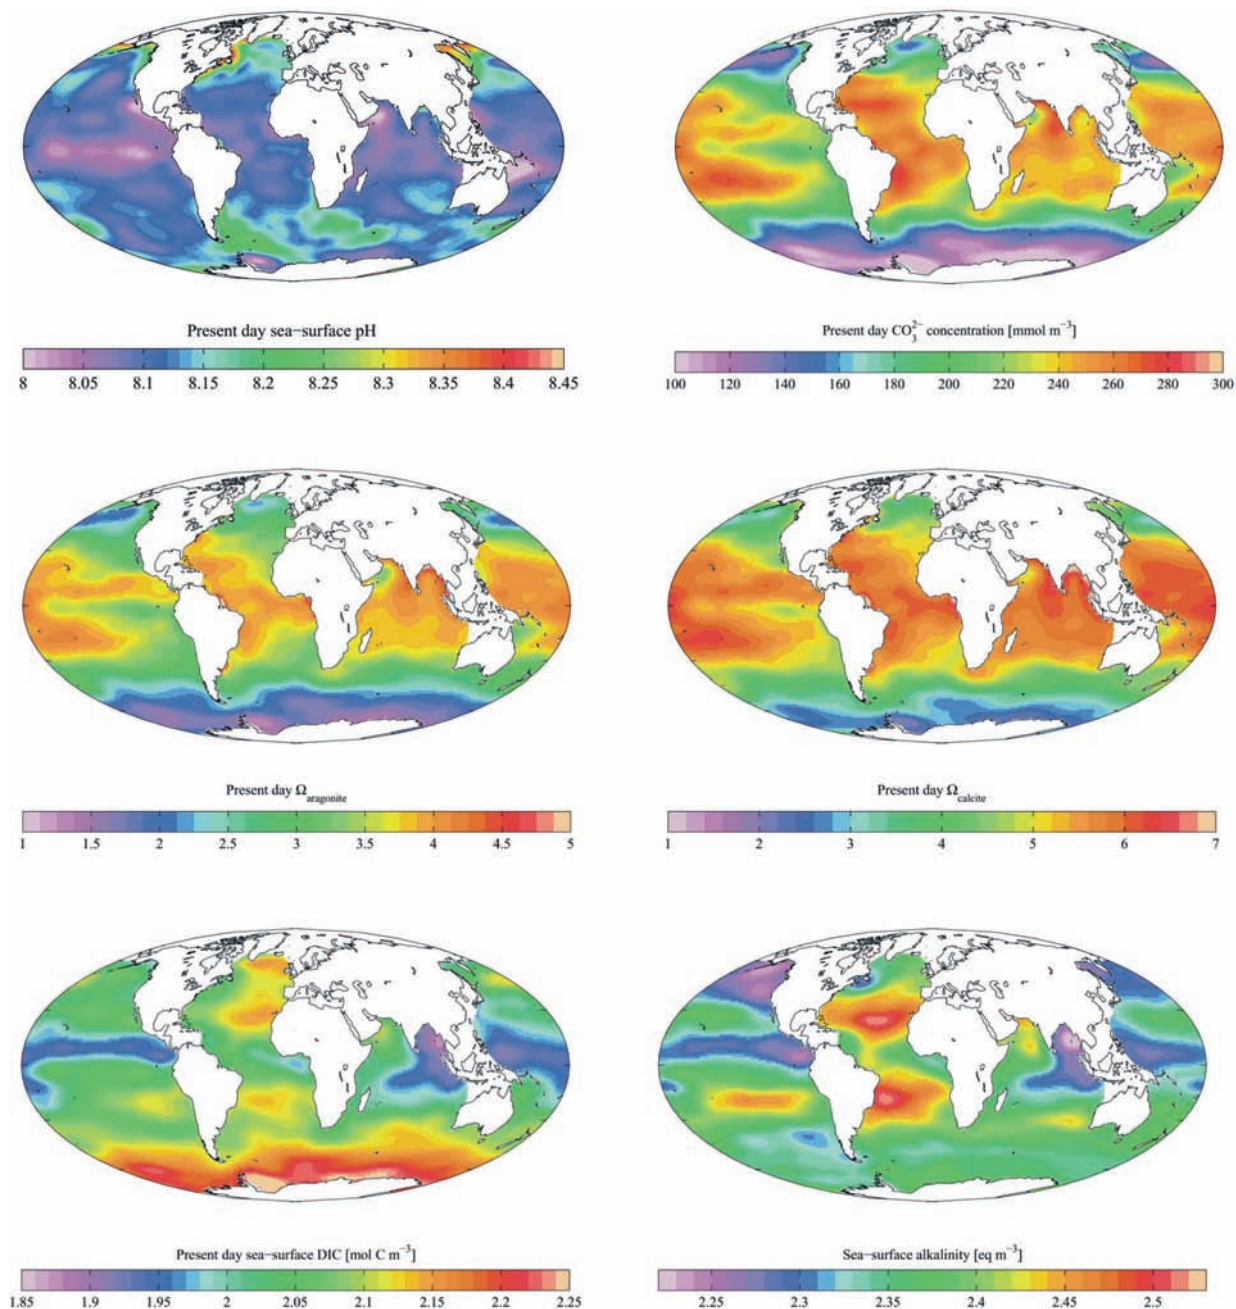 Present day sea−surface pH
8 8.05 8.1 8.15 8.2 8.25 8.3 8.35 8.4 8.45
Present day CO₃²⁻ concentration [mmol m⁻³]
100 120 140 160 180 200 220 240 260 280 300
Present day Ω aragonite
1 1.5 2 2.5 3 3.5 4 4.5 5
Present day Ω calcite
1 2 3 4 5 6 7
Present day sea−surface DIC [mol C m⁻³]
1.85 1.9 1.95 2 2.05 2.1 2.15 2.2 2.25
Sea−surface alkalinity [eq m⁻³]
2.25 2.3 2.35 2.4 2.45 2.5